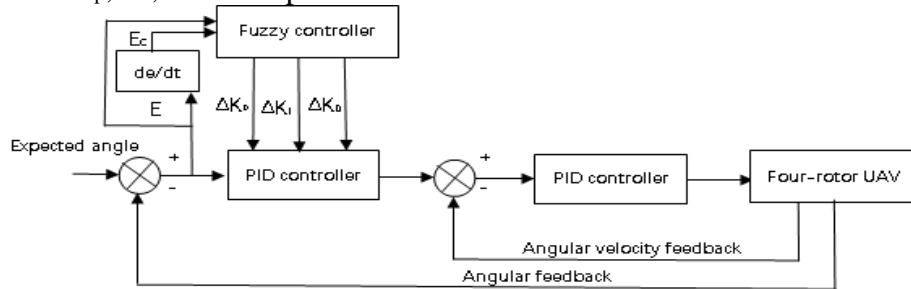 Fuzzy controller
Ec
de/dt
E
ΔKₚ ΔKᵢ ΔK_D
Expected angle
+
-
PID controller
+
-
PID controller
Four-rotor UAV
Angular velocity feedback
Angular feedback